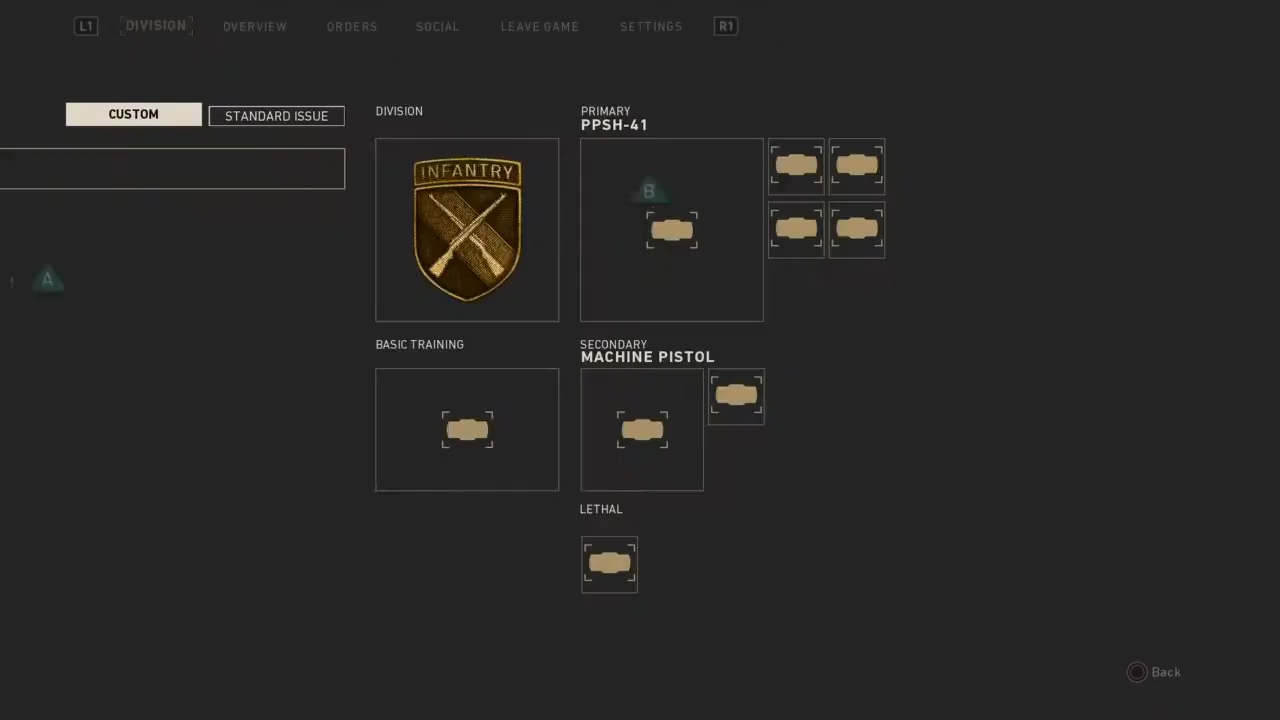 L1 DIVISION OVERVIEW ORDERS SOCIAL LEAVE GAME SETTINGS R1
CUSTOM STANDARD ISSUE
DIVISION
INFANTRY
PRIMARY
PPSH-41
B
A
BASIC TRAINING
SECONDARY
MACHINE PISTOL
LETHAL
Back